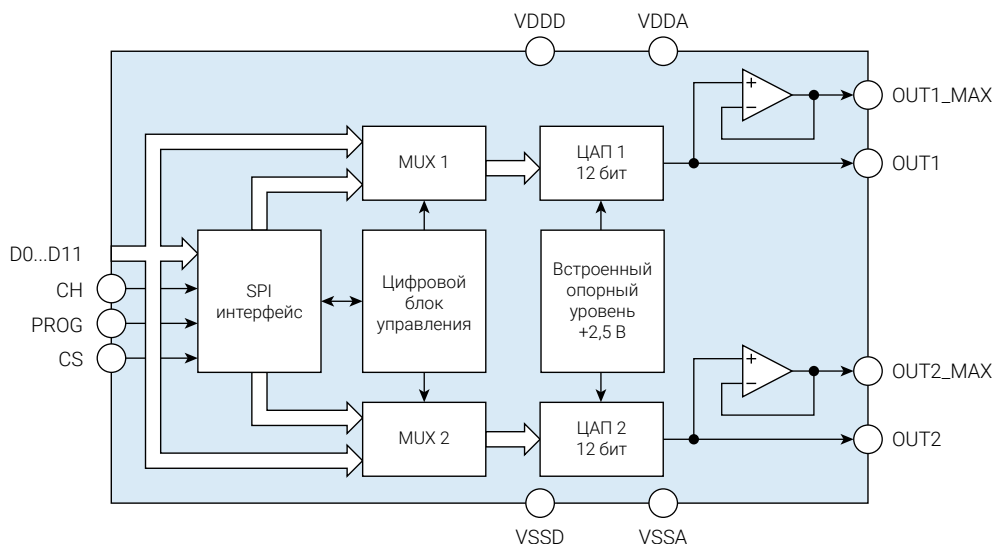 VDDD
VDDA
OUT1_MAX
OUT1
MUX 1
ЦАП 1
12 бит
D0...D11
CH
PROG
CS
SPI
интерфейс
Цифровой
блок
управления
Встроенный
опорный
уровень
+2,5 В
OUT2_MAX
OUT2
MUX 2
ЦАП 2
12 бит
VSSD
VSSA